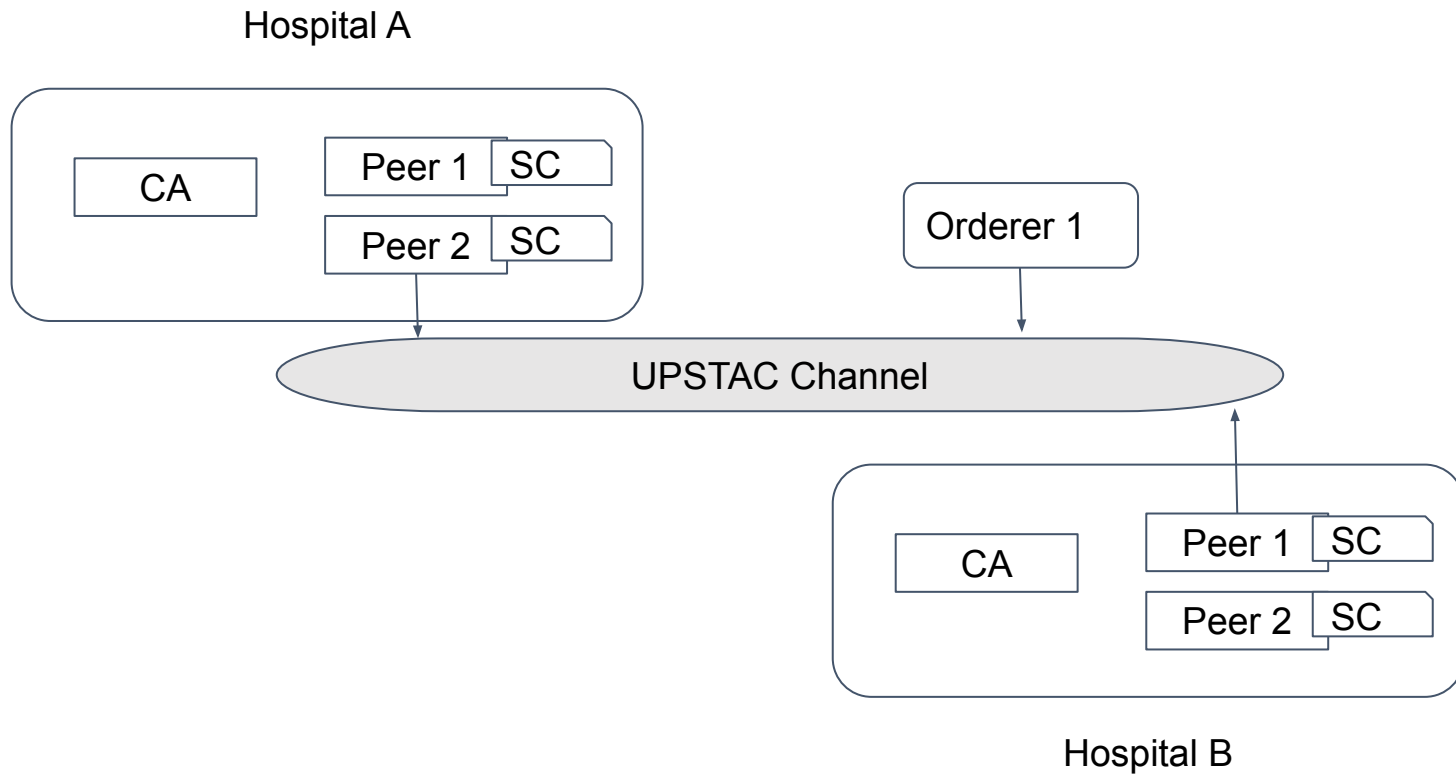 Hospital A
CA
Peer 1
SC
Peer 2
SC
Orderer 1
UPSTAC Channel
CA
Peer 1
SC
Peer 2
SC
Hospital B